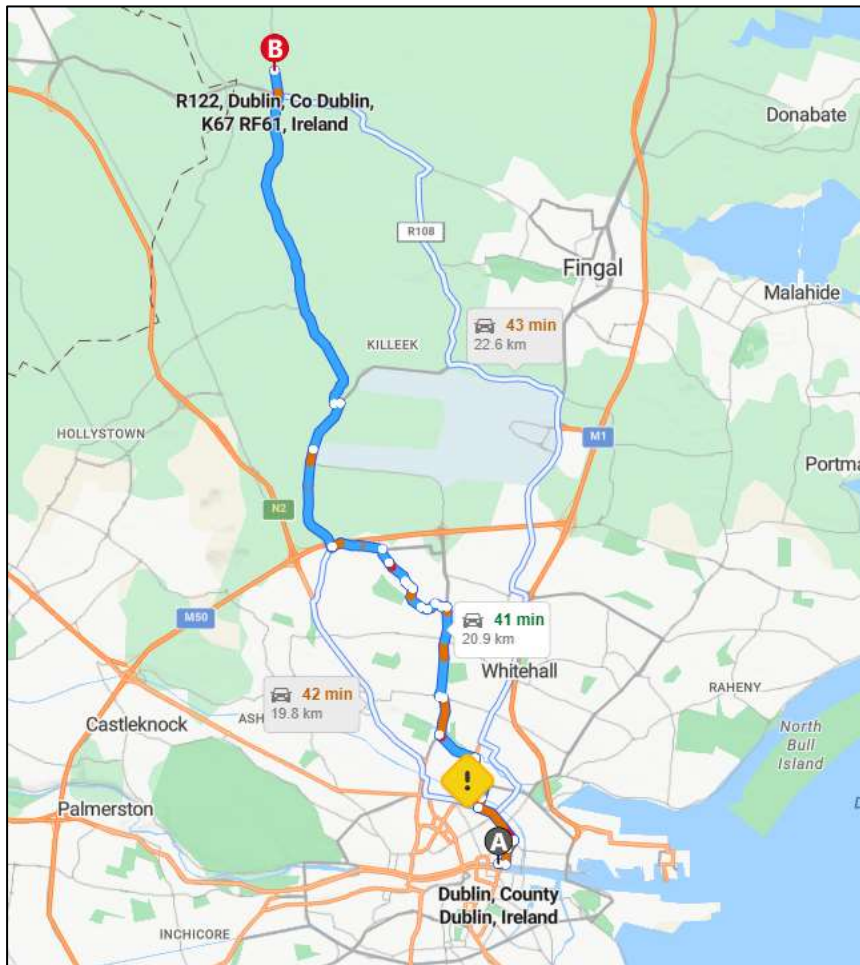 B
R122, Dublin, Co Dublin,
K67 RF61, Ireland
Donabate
R108
Fingal
Malahide
43 min
22.6 km
KILLEEK
HOLLYSTOWN
M1
Portma
N2
M50
41 min
20.9 km
Whitehall
42 min
19.8 km
RAHENY
ASH
Castleknock
North
Bull
Island
!
Palmerston
D
A
Dublin, County
Dublin, Ireland
INCHICORE